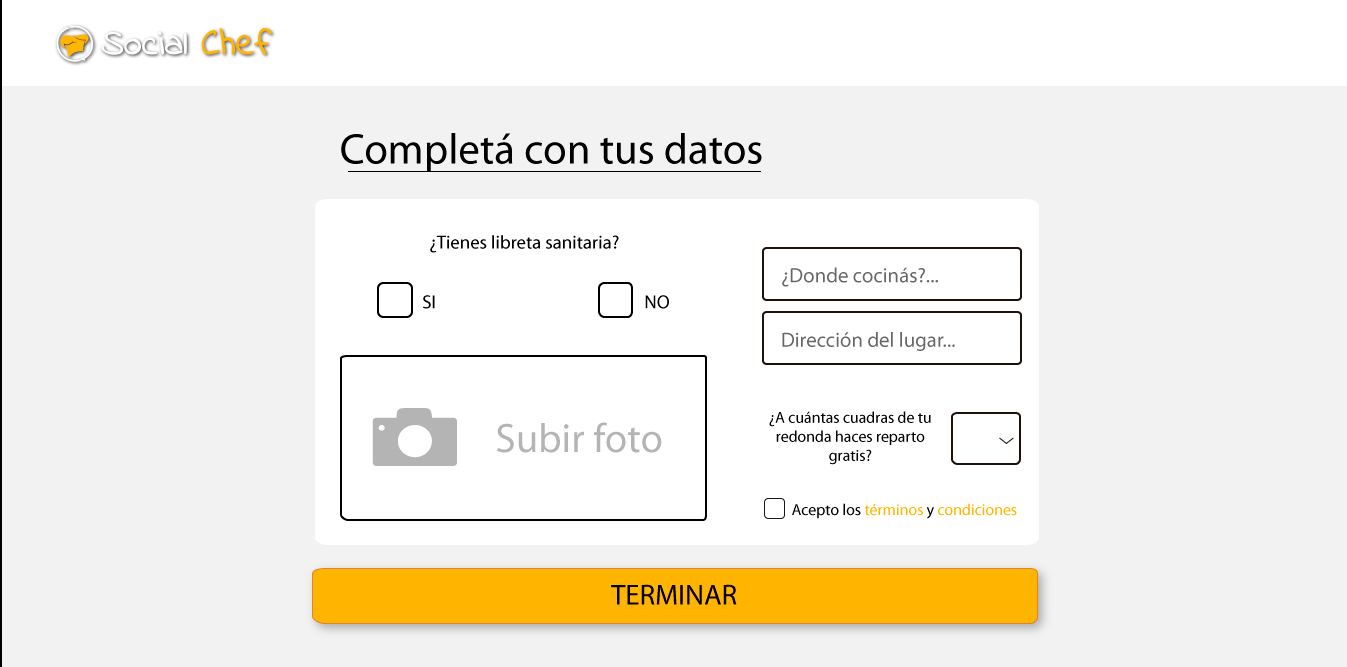 Social Chef
Completá con tus datos
¿Tienes libreta sanitaria?
SI
NO
Subir foto
¿Donde cocinás?...
Dirección del lugar...
¿A cuántas cuadras de tu
redonda haces reparto
gratis?
Acepto los términos y condiciones
TERMINAR